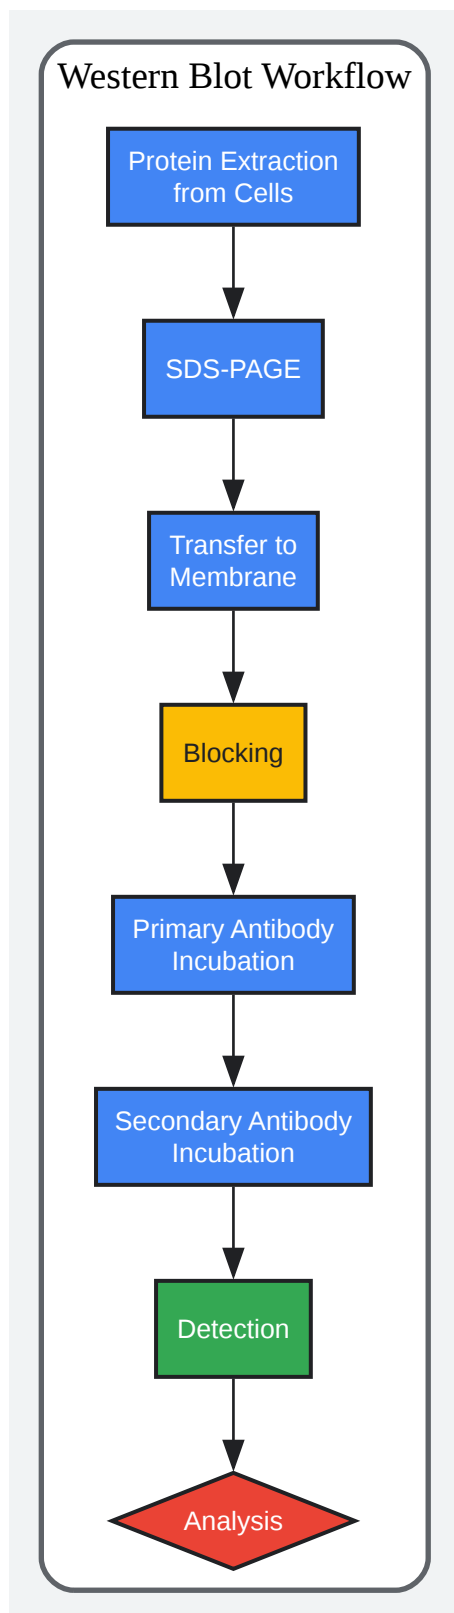 Western Blot Workflow
Protein Extraction
from Cells
SDS-PAGE
Transfer to
Membrane
Blocking
Primary Antibody
Incubation
Secondary Antibody
Incubation
Detection
Analysis